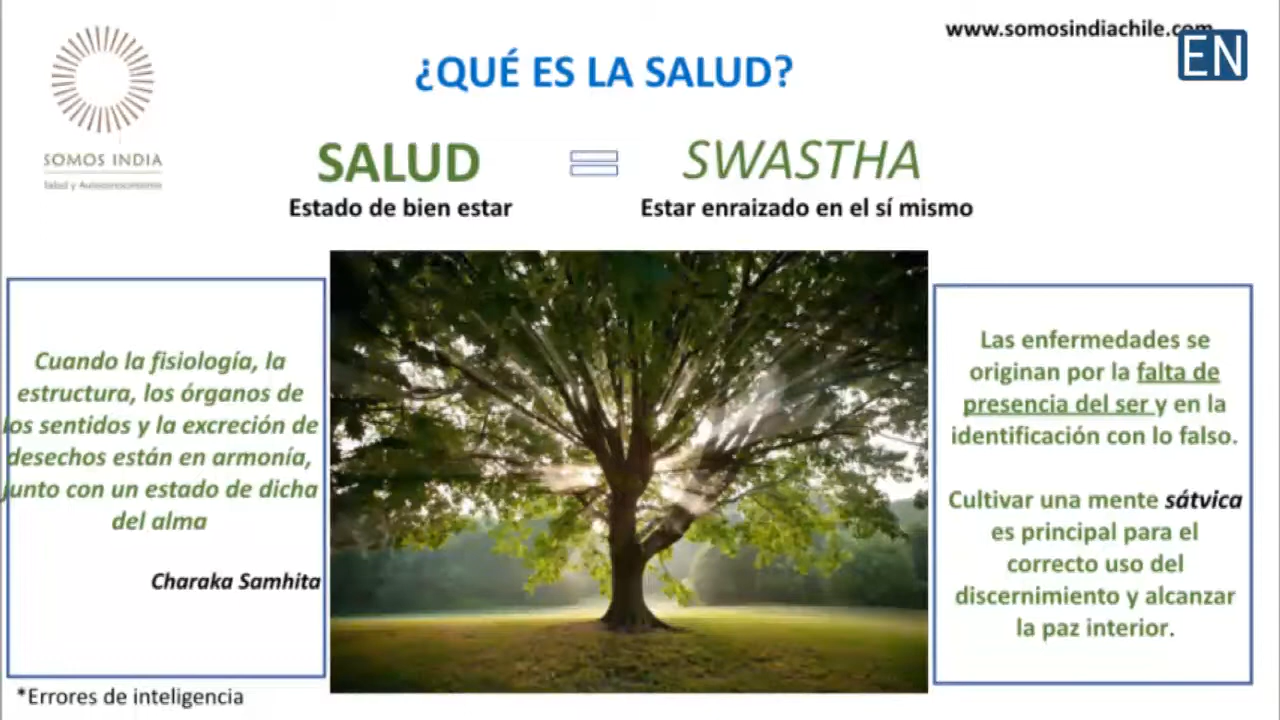 www.somosindiachile.com
EN
SOMOS INDIA
Salud y Autoconocimiento
¿QUÉ ES LA SALUD?
SALUD = SWASTHA
Estado de bien estar
Estar enraizado en el sí mismo
Cuando la fisiología, la
estructura, los órganos de
los sentidos y la excreción de
desechos están en armonía,
junto con un estado de dicha
del alma
Charaka Samhita
Las enfermedades se
originan por la falta de
presencia del ser y en la
identificación con lo falso.
Cultivar una mente sátvica
es principal para el
correcto uso del
discernimiento y alcanzar
la paz interior.
*Errores de inteligencia